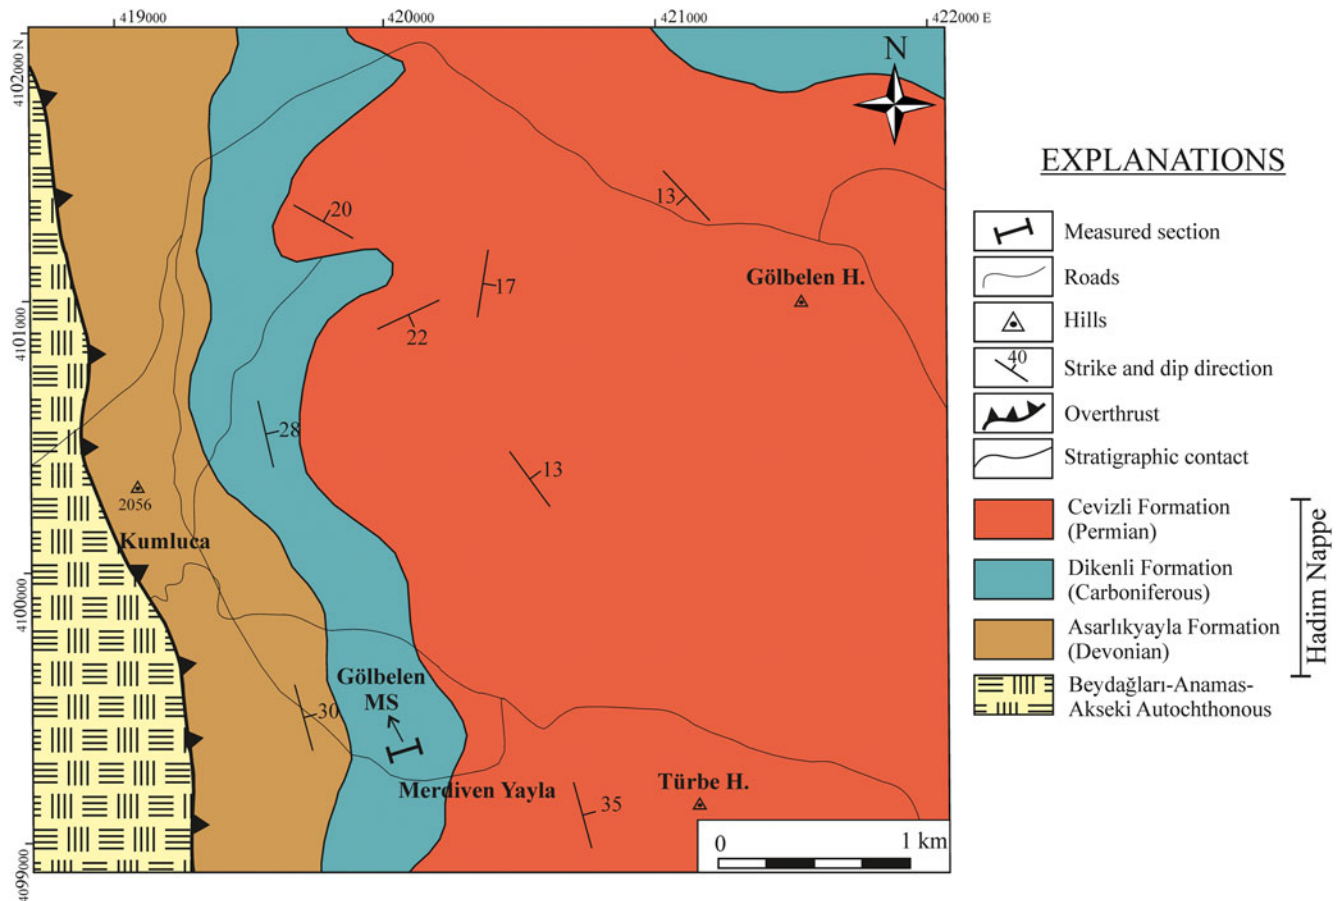 419000
420000
421000
422000 E
4102000 N
4101000
4100000
4099000
N
20
13
17
22
Gölbelen H.
28
13
2056
Kumluca
Gölbelen
MS
30
Merdiven Yayla
Türbe H.
35
0
1 km
EXPLANATIONS
Measured section
Roads
Hills
40
Strike and dip direction
Overthrust
Stratigraphic contact
Cevizli Formation
(Permian)
Dikenli Formation
(Carboniferous)
Asarlıkyayla Formation
(Devonian)
Hadim Nappe
Beydağları-Anamas-
Akseki Autochthonous